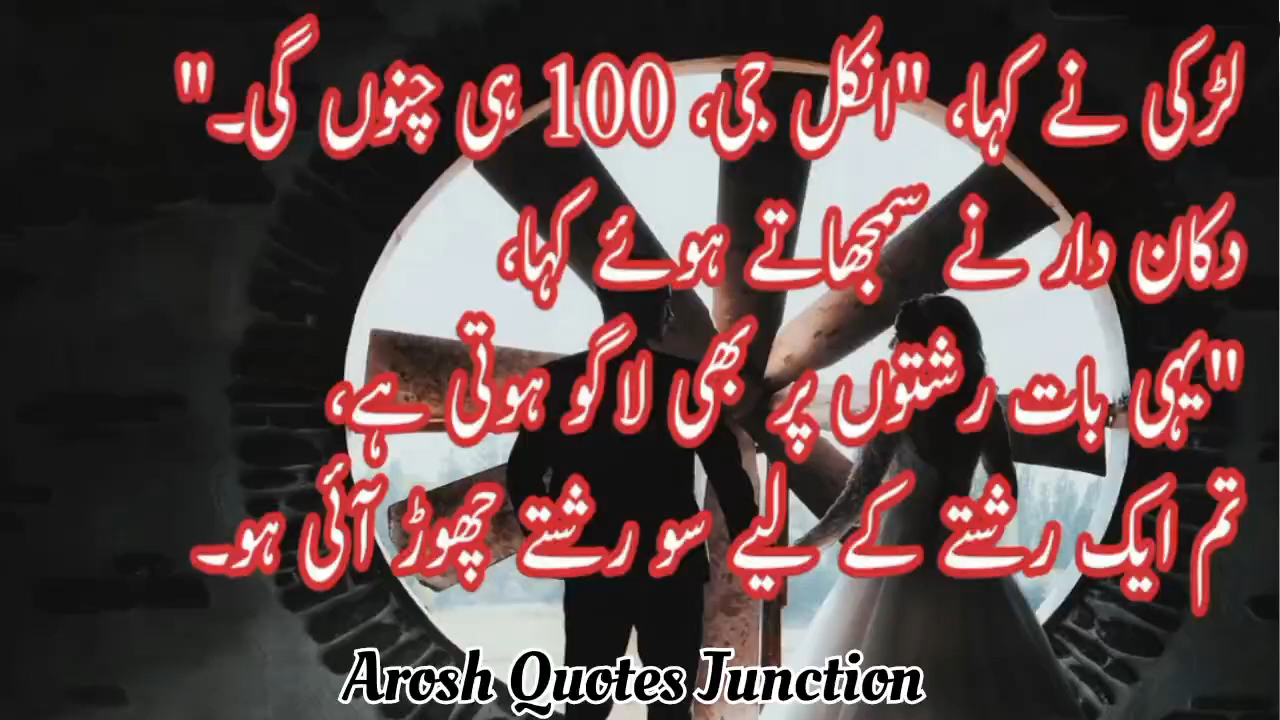 لڑکی نے کہا، "انکل جی، 100 ہی چنوں گی۔"
دکان دار نے سمجھاتے ہوئے کہا،
"یہی بات رشتوں پر بھی لاگو ہوتی ہے،
تم ایک رشتے کے لیے سو رشتے چھوڑ آئی ہو۔
Arosh Quotes Junction